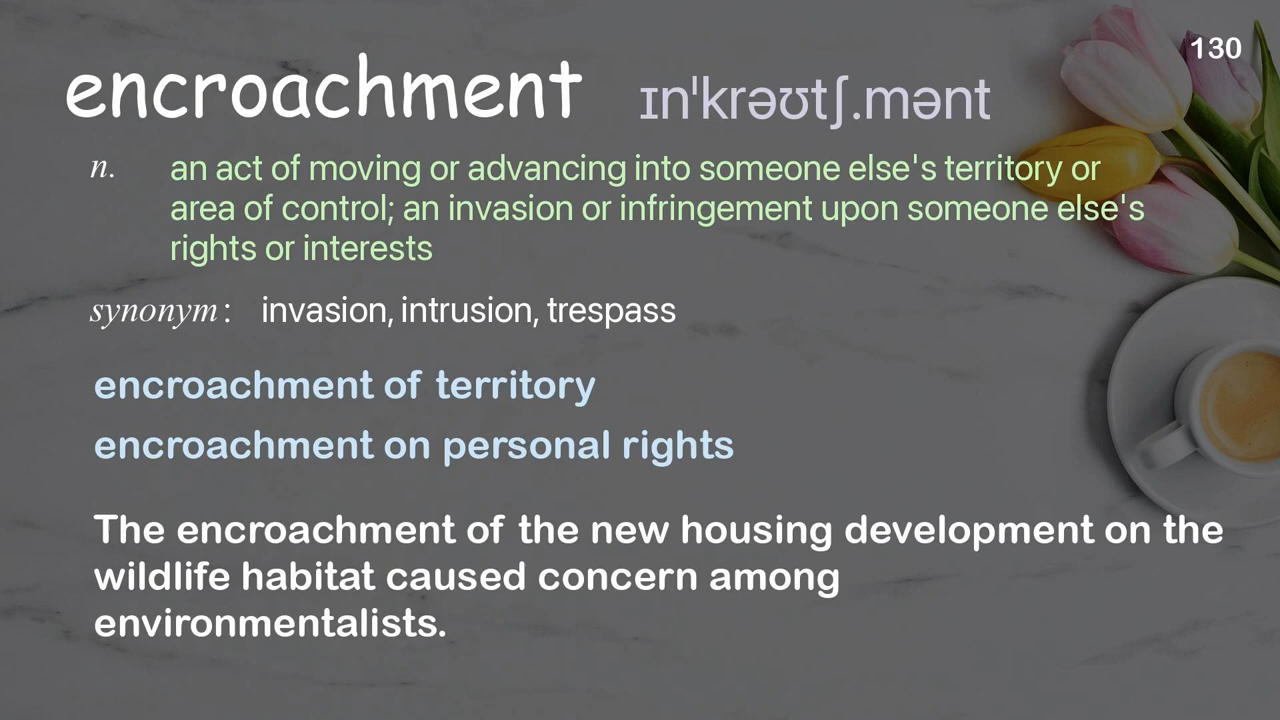 130
encroachment ɪnˈkrəʊtʃ.mənt
n. an act of moving or advancing into someone else's territory or
area of control; an invasion or infringement upon someone else's
rights or interests
synonym: invasion, intrusion, trespass
encroachment of territory
encroachment on personal rights
The encroachment of the new housing development on the
wildlife habitat caused concern among
environmentalists.